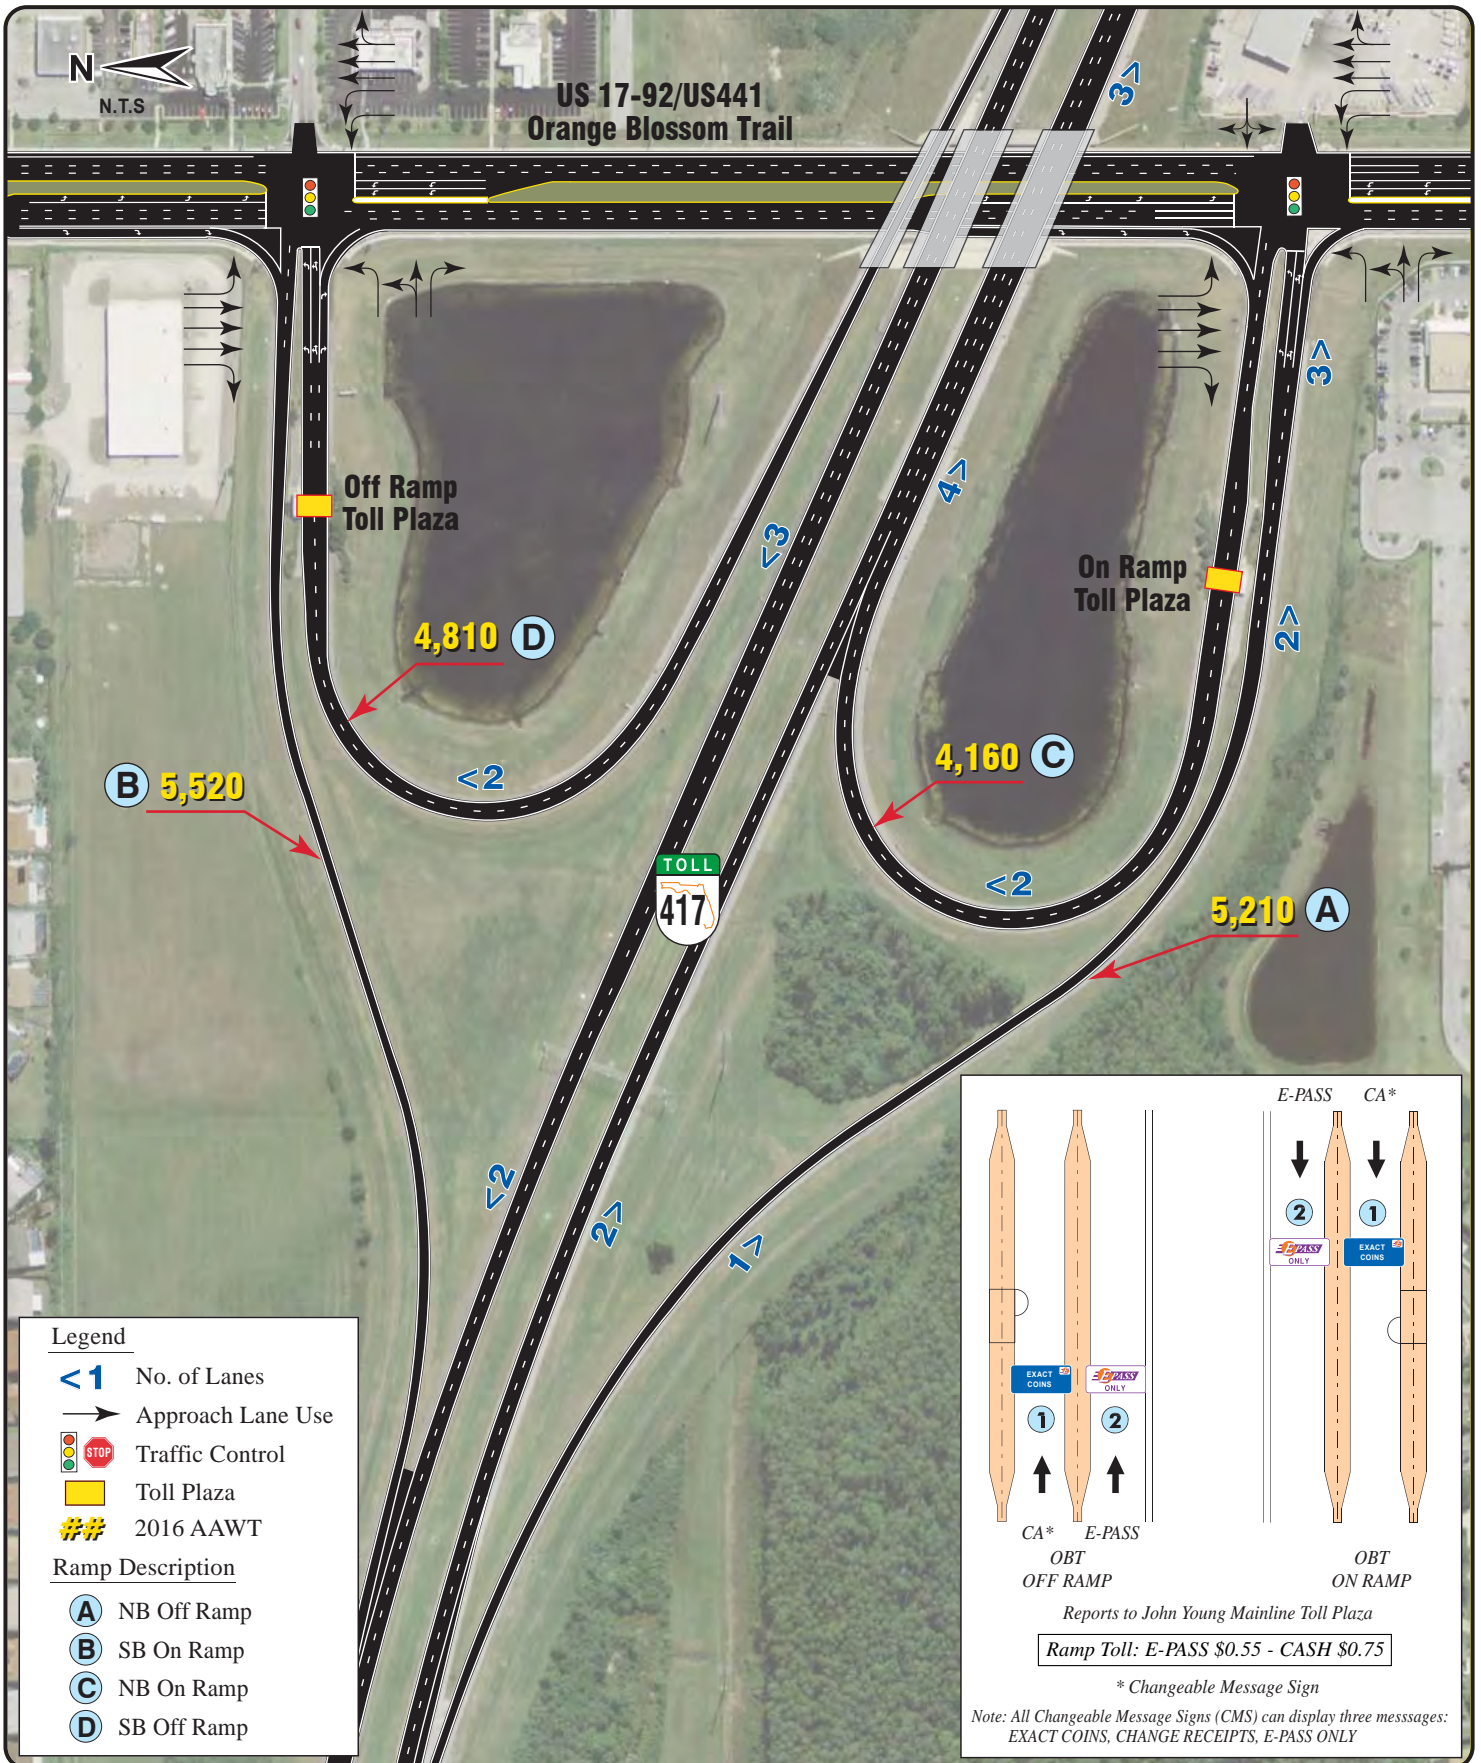 N
N.T.S
US 17-92/US441
Orange Blossom Trail
3>
3>
Off Ramp
Toll Plaza
4>
<3
On Ramp
Toll Plaza
2>
4,810 D
B 5,520
<2
4,160 C
TOLL
417
<2
5,210 A
<2
2>
1>
Legend
<1 No. of Lanes
Approach Lane Use
STOP Traffic Control
Toll Plaza
## 2016 AAWT
Ramp Description
A NB Off Ramp
B SB On Ramp
C NB On Ramp
D SB Off Ramp
E-PASS CA*
2 1
E-PASS ONLY
EXACT COINS
EXACT COINS
E-PASS ONLY
1 2
CA* E-PASS
OBT
OFF RAMP
OBT
ON RAMP
Reports to John Young Mainline Toll Plaza
Ramp Toll: E-PASS $0.55 - CASH $0.75
* Changeable Message Sign
Note: All Changeable Message Signs (CMS) can display three messsages:
EXACT COINS, CHANGE RECEIPTS, E-PASS ONLY